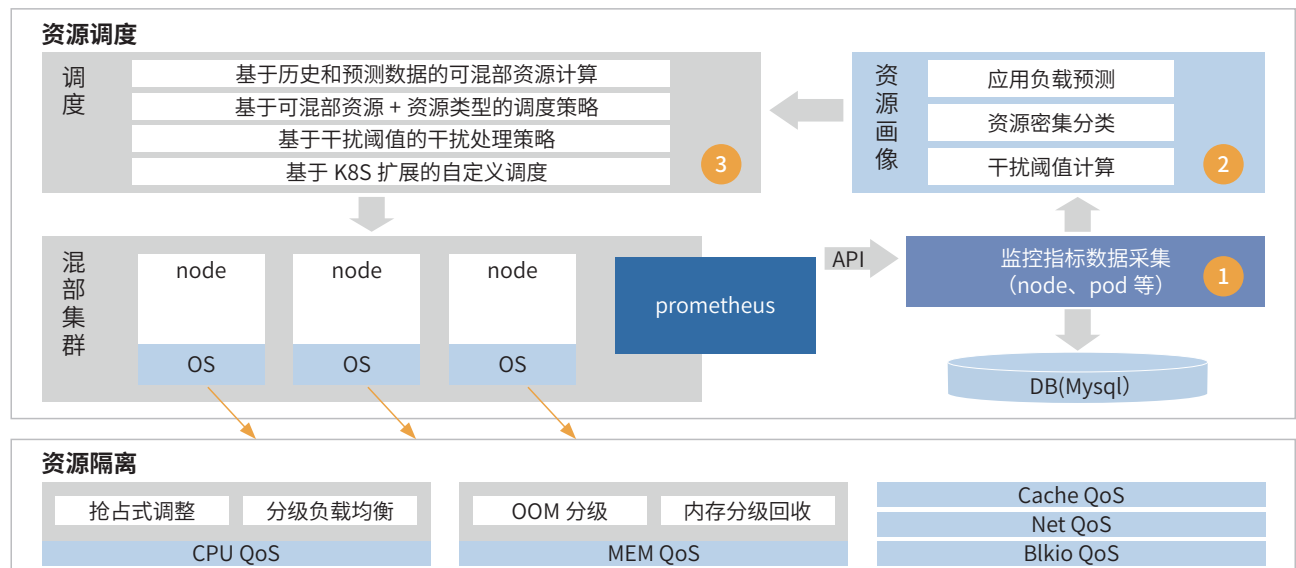 资源调度
调度
基于历史和预测数据的可混部资源计算
基于可混部资源 + 资源类型的调度策略
基于干扰阈值的干扰处理策略
基于 K8S 扩展的自定义调度
3
资源画像
应用负载预测
资源密集分类
干扰阈值计算
2
混部集群
node
OS
node
OS
node
OS
prometheus
API
监控指标数据采集
（node、pod 等）
1
DB(Mysql）
资源隔离
抢占式调整
分级负载均衡
CPU QoS
OOM 分级
内存分级回收
MEM QoS
Cache QoS
Net QoS
Blkio QoS